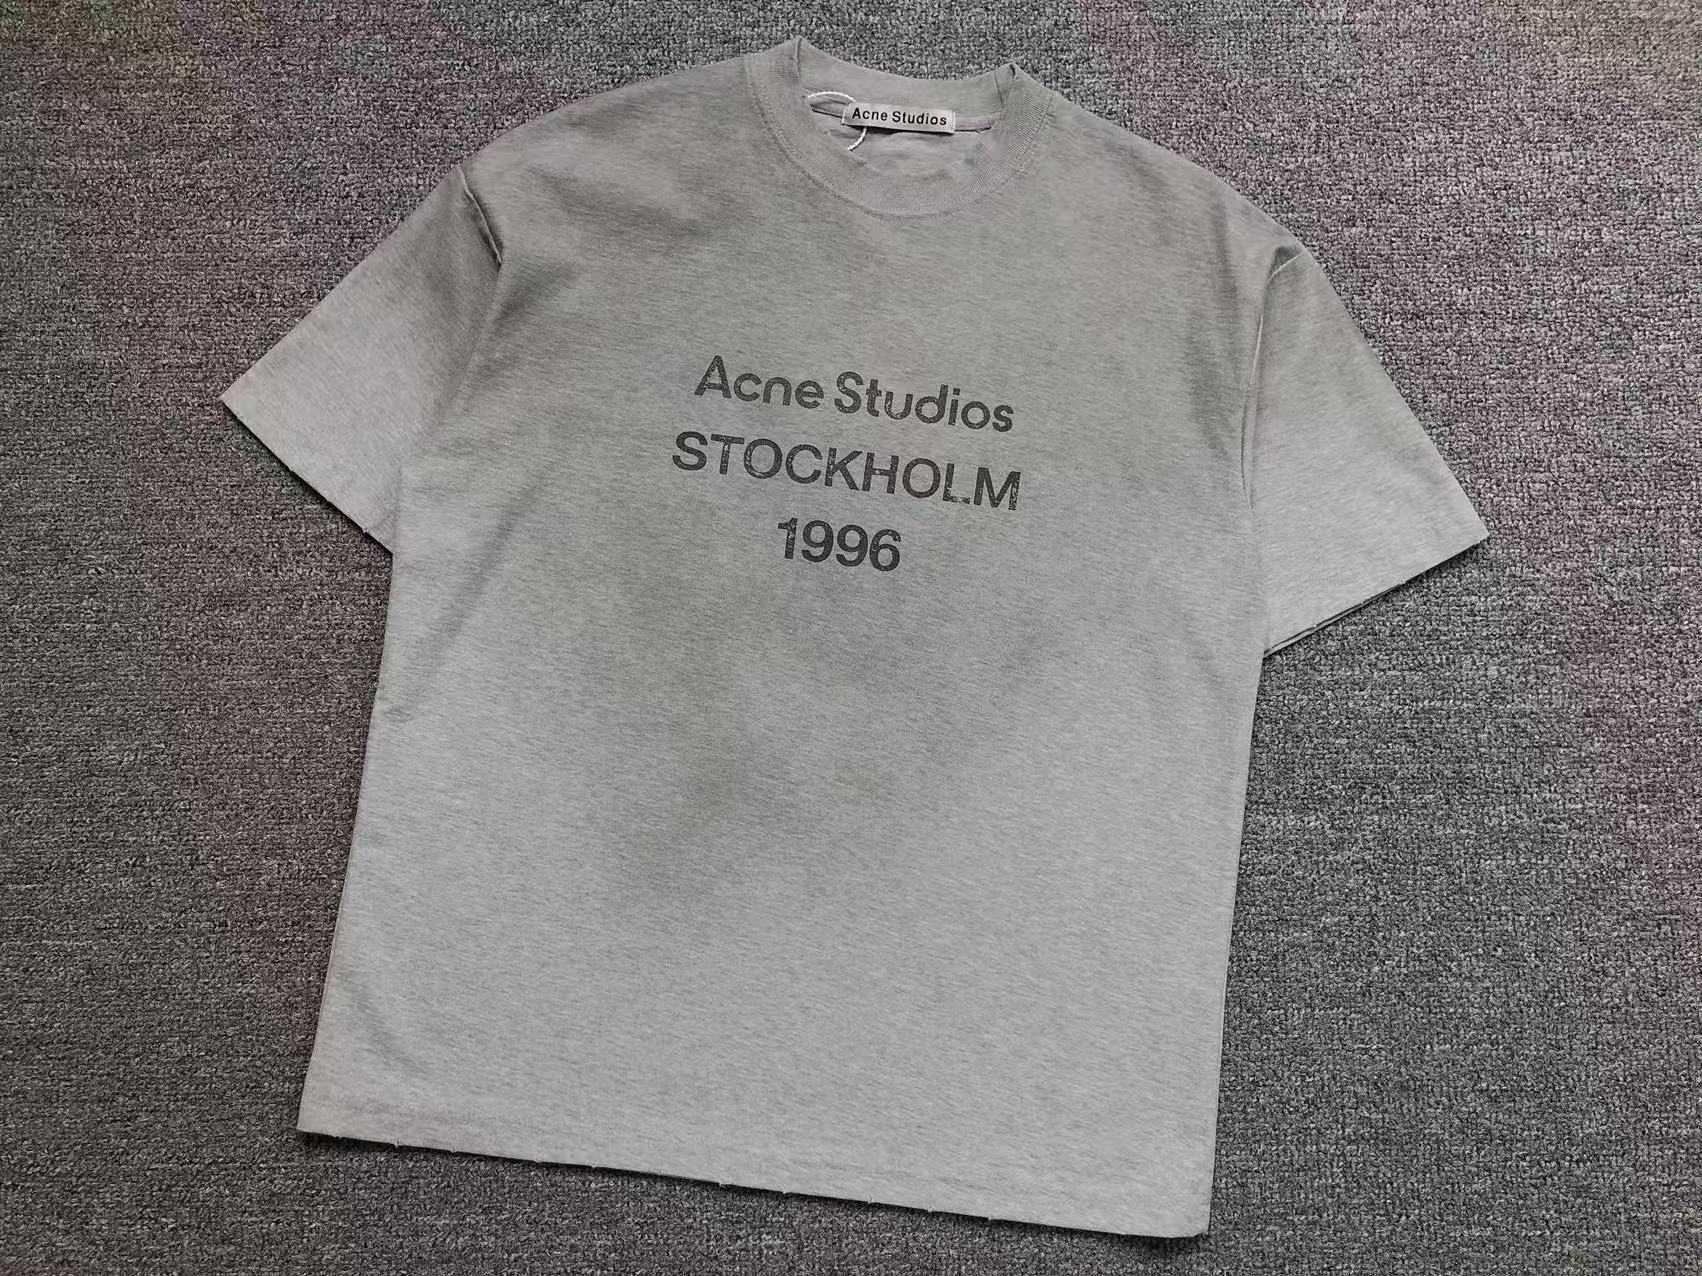 Acne Studios
Acne Studios
STOCKHOLM
1996